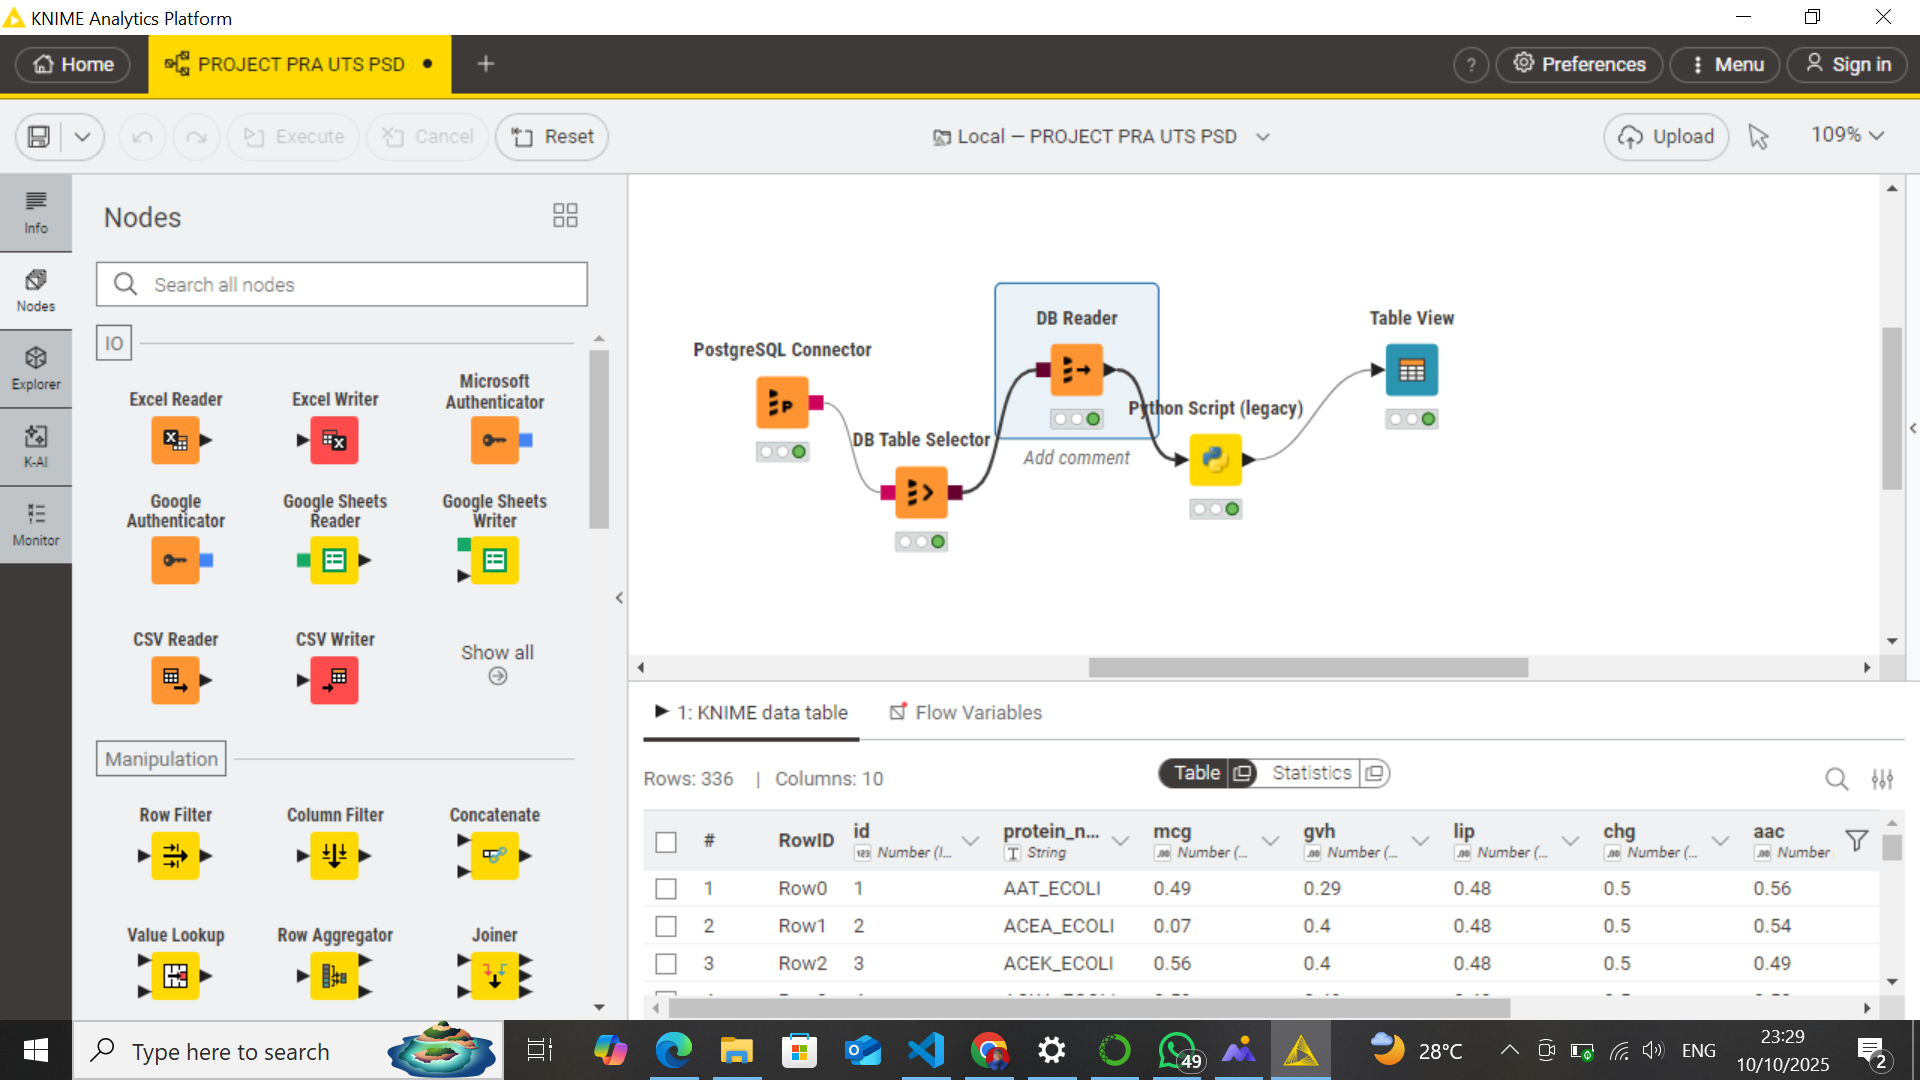 KNIME Analytics Platform
Home
PROJECT PRA UTS PSD
?
Preferences
Menu
Sign in
Execute
Cancel
Reset
Local — PROJECT PRA UTS PSD
Upload
109%
Info
Nodes
Explorer
K-AI
Monitor
Nodes
Search all nodes
IO
Excel Reader
Excel Writer
Microsoft
Authenticator
Google
Authenticator
Google Sheets
Reader
Google Sheets
Writer
CSV Reader
CSV Writer
Show all
Manipulation
Row Filter
Column Filter
Concatenate
Value Lookup
Row Aggregator
Joiner
PostgreSQL Connector
DB Table Selector
DB Reader
Add comment
Python Script (legacy)
Table View
1: KNIME data table
Flow Variables
Rows: 336 | Columns: 10
Table
Statistics
# RowID id protein_n... mcg gvh lip chg aac
Number (I... String Number (... Number (... Number (... Number (... Number
1 Row0 1 AAT_ECOLI 0.49 0.29 0.48 0.5 0.56
2 Row1 2 ACEA_ECOLI 0.07 0.4 0.48 0.5 0.54
3 Row2 3 ACEK_ECOLI 0.56 0.4 0.48 0.5 0.49
Type here to search
49
28°C
ENG
23:29
10/10/2025
2